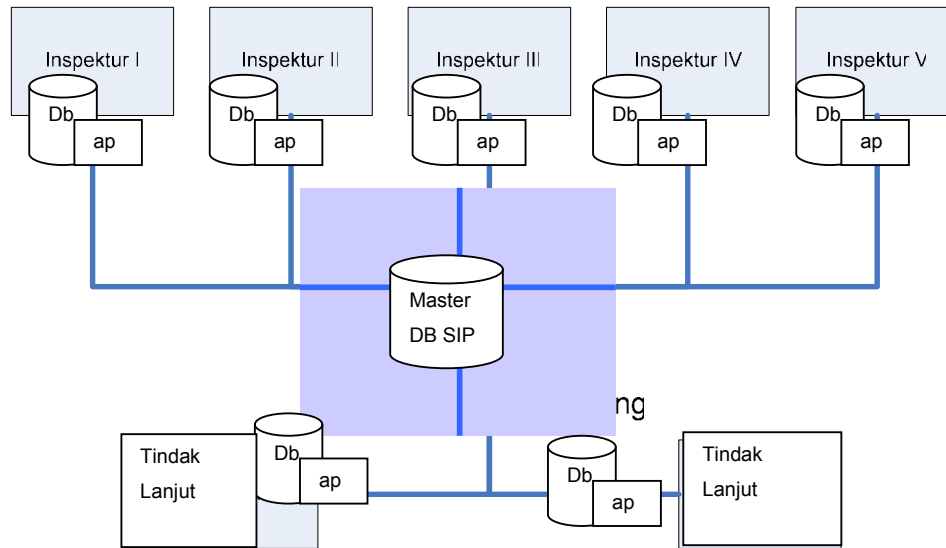 Inspektur I
Inspektur II
Inspektur III
Inspektur IV
Inspektur V
Db
ap
Db
ap
Db
ap
Db
ap
Db
ap
Master
DB SIP
ng
Tindak
Lanjut
Db
ap
Db
ap
Tindak
Lanjut